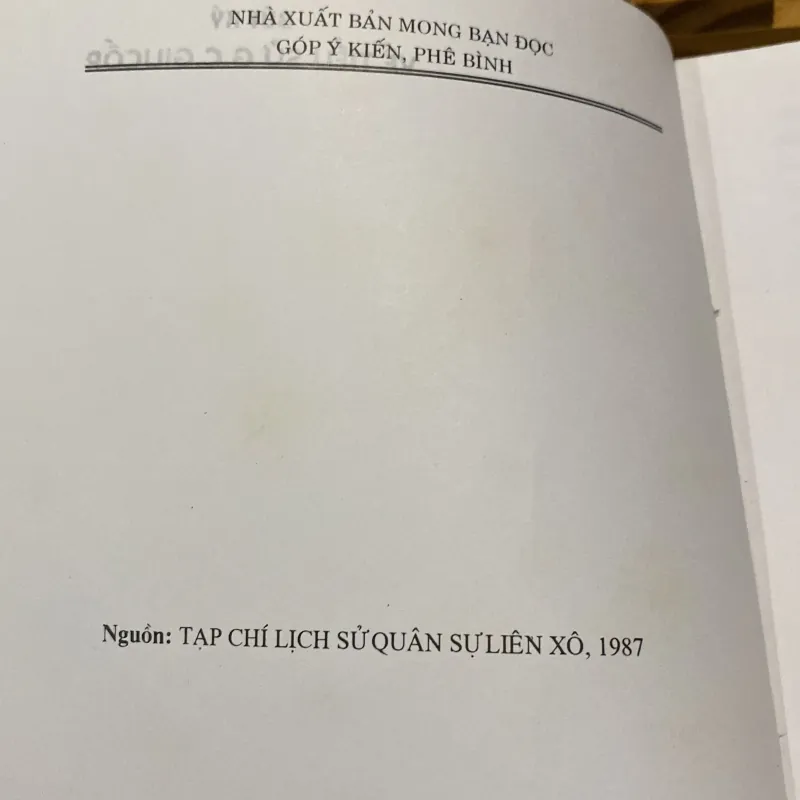 NHÀ XUẤT BẢN MONG BẠN ĐỌC
GÓP Ý KIẾN, PHÊ BÌNH
Nguồn: TẠP CHÍ LỊCH SỬ QUÂN SỰ LIÊN XÔ, 1987